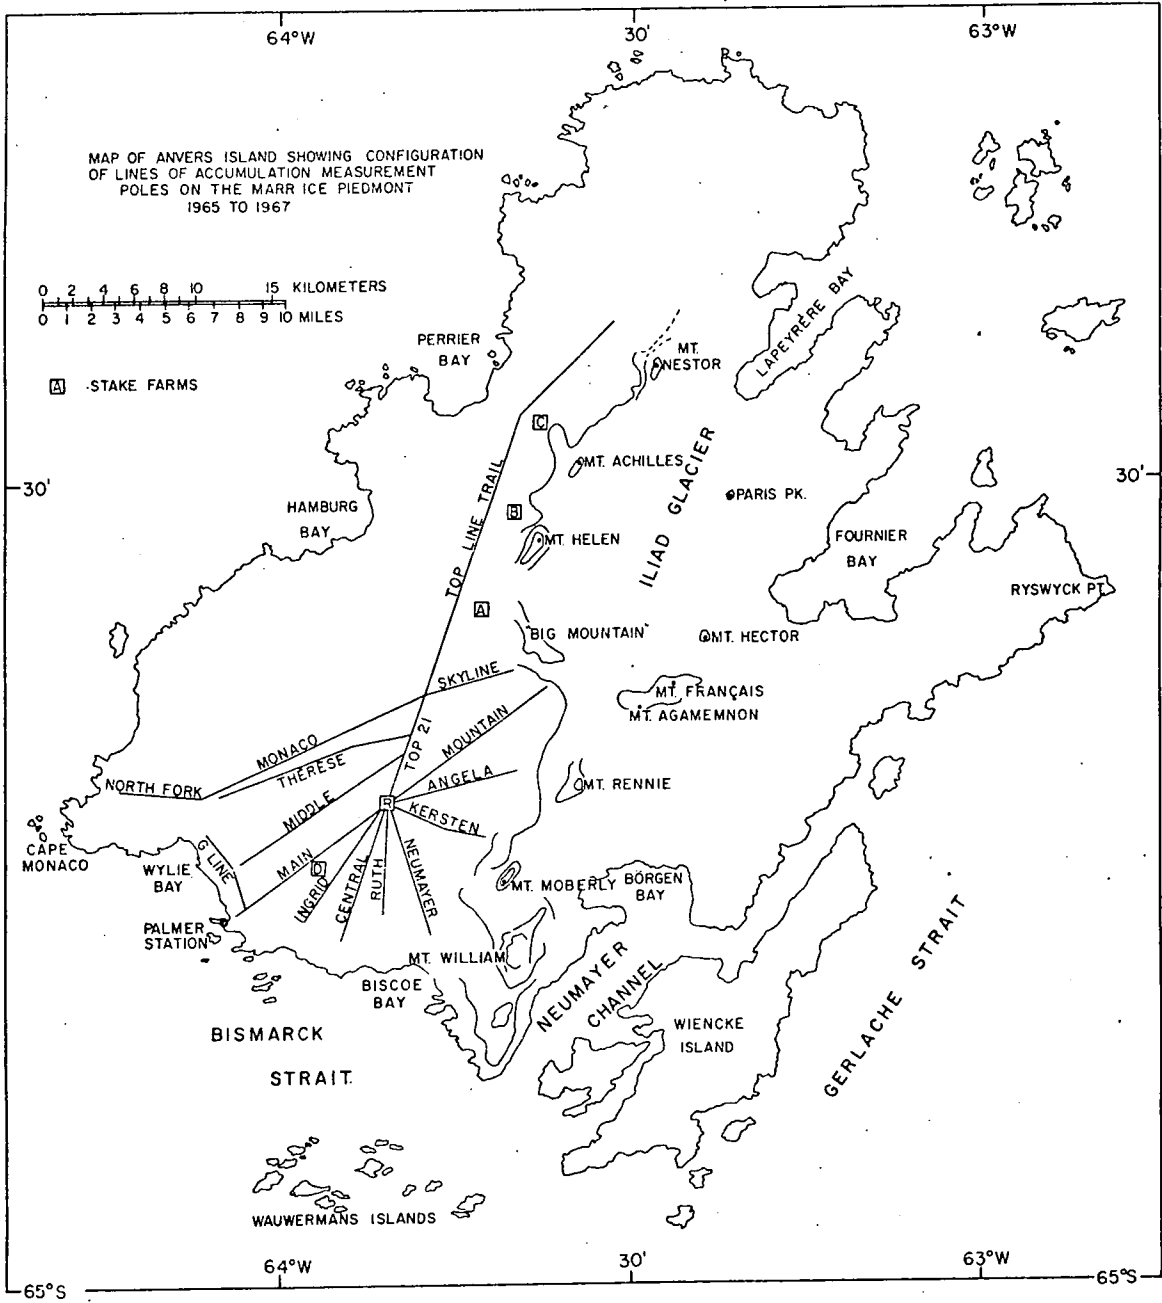 64°W
30'
63°W
MAP OF ANVERS ISLAND SHOWING CONFIGURATION
OF LINES OF ACCUMULATION MEASUREMENT
POLES ON THE MARR ICE PIEDMONT
1965 TO 1967
0 2 4 6 8 10 15 KILOMETERS
0 1 2 3 4 5 6 7 8 9 10 MILES
A STAKE FARMS
PERRIER
BAY
LAPEYRÈRE BAY
MT.
NESTOR
C
MT. ACHILLES
30'
30'
PARIS PK.
HAMBURG
BAY
TOP LINE TRAIL
B
MT. HELEN
ILIAD GLACIER
FOURNIER
BAY
RYSWYCK PT.
A
"BIG MOUNTAIN"
MT. HECTOR
SKYLINE
MT. FRANÇAIS
MT. AGAMEMNON
MONACO
TOP 21
MOUNTAIN
THÉRÈSE
ANGELA
MT. RENNIE
NORTH FORK
MIDDLE
R
KERSTEN
CAPE
MONACO
G LINE
WYLIE
BAY
MAIN
D
INGRID
CENTRAL
RUTH
NEUMAYER
MT. MOBERLY
BÖRGEN
BAY
PALMER
STATION
MT. WILLIAM
BISCOE
BAY
NEUMAYER
CHANNEL
GERLACHE STRAIT
WIENCKE
ISLAND
BISMARCK
STRAIT
WAUWERMANS ISLANDS
64°W
30'
63°W
65°S
65°S